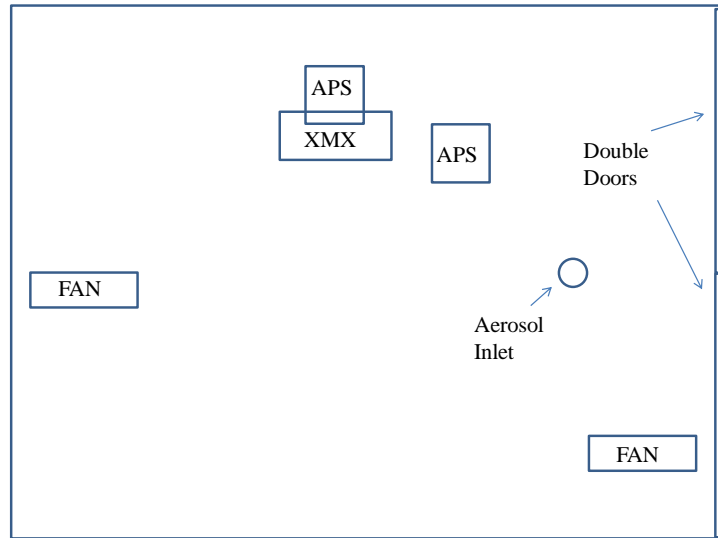 APS
XMX
APS
Double
Doors
FAN
Aerosol
Inlet
FAN